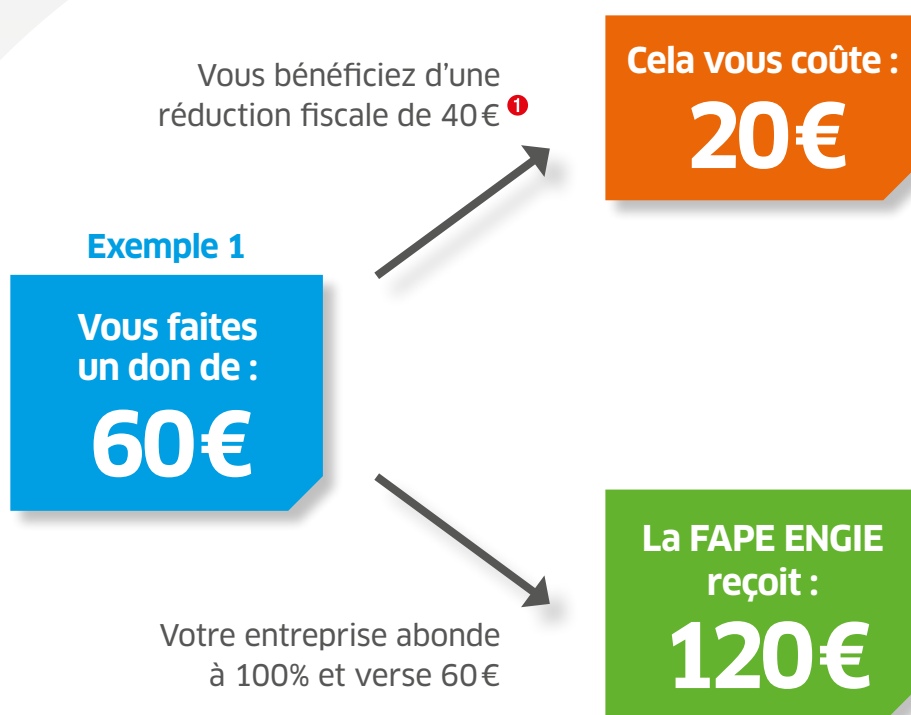 Vous bénéficiez d'une
réduction fiscale de 40 € 1
Cela vous coûte :
20 €
Exemple 1
Vous faites
un don de :
60 €
Votre entreprise abonde
à 100% et verse 60 €
La FAPE ENGIE
reçoit :
120 €